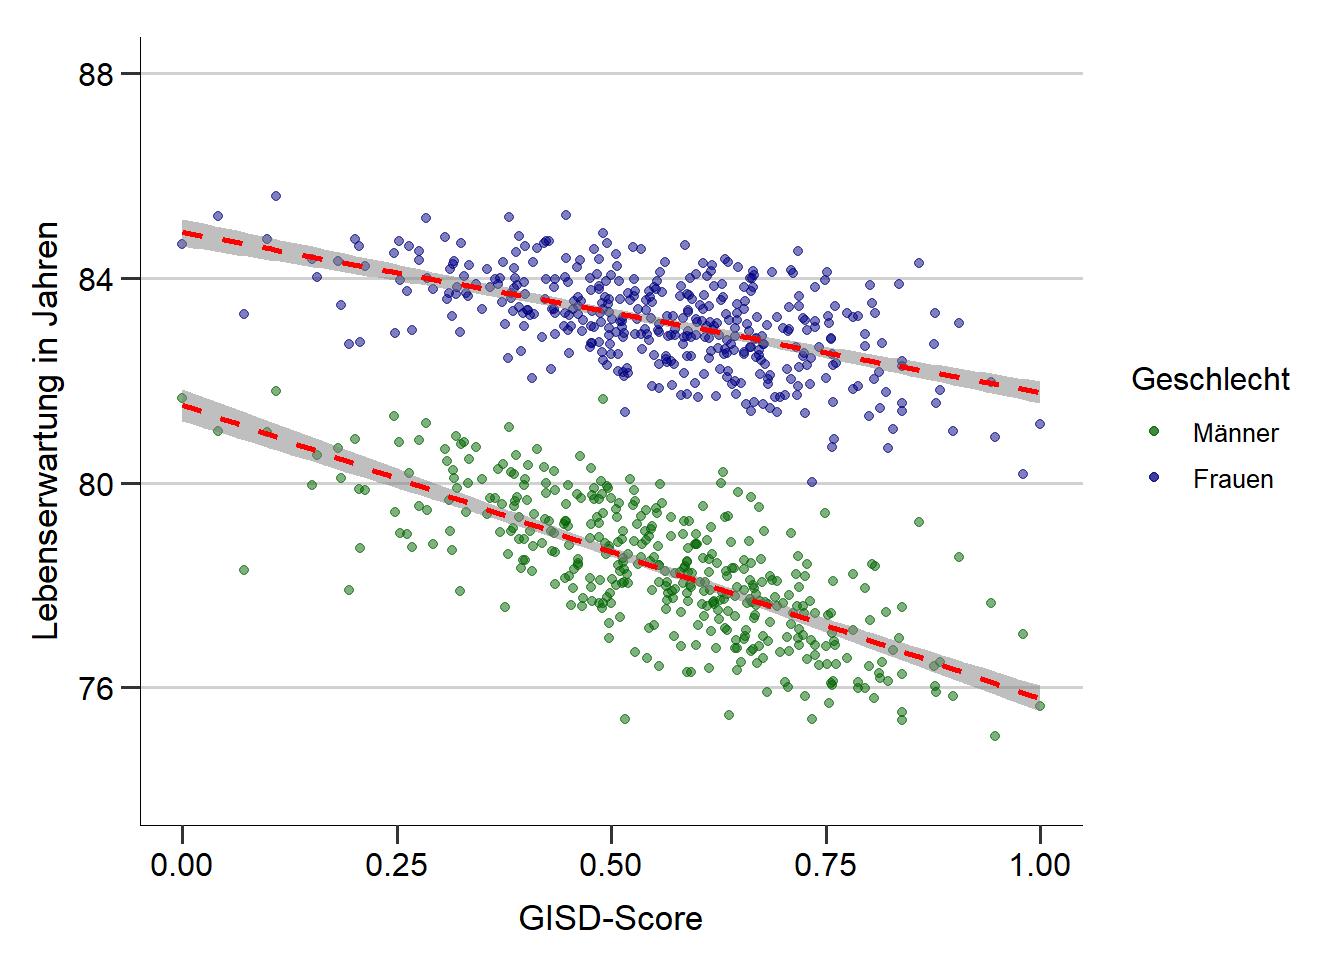 88
84
80
76
Lebenserwartung in Jahren
0.00 0.25 0.50 0.75 1.00
GISD-Score
Geschlecht
Männer
Frauen